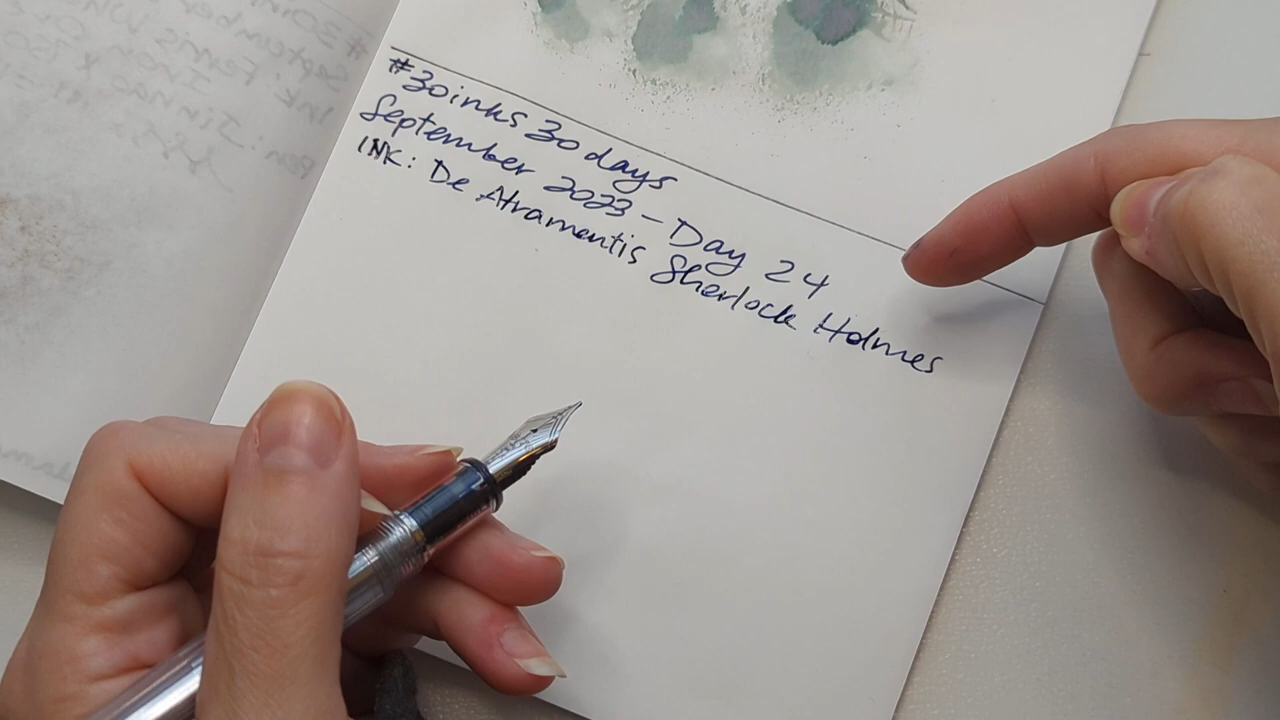 #30inks30days
September 2023 - Day 24
INK: De Atramentis Sherlock Holmes